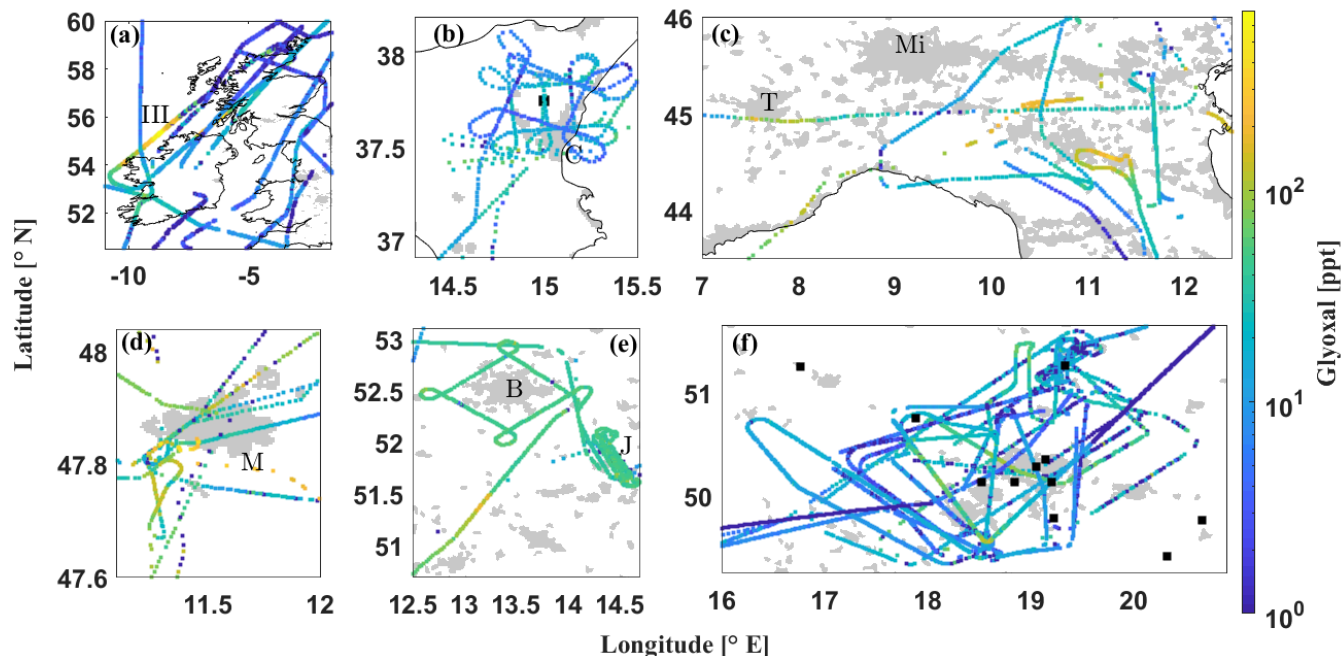 (a)
III
60
58
56
54
52
-10
-5
(b)
C
38
37.5
37
14.5
15
15.5
(c)
Mi
T
46
45
44
7
8
9
10
11
12
(d)
M
48
47.8
47.6
11.5
12
(e)
B
J
53
52.5
52
51.5
51
12.5
13
13.5
14
14.5
(f)
51
50
16
17
18
19
20
Latitude [° N]
Longitude [° E]
Glyoxal [ppt]
10²
10¹
10⁰